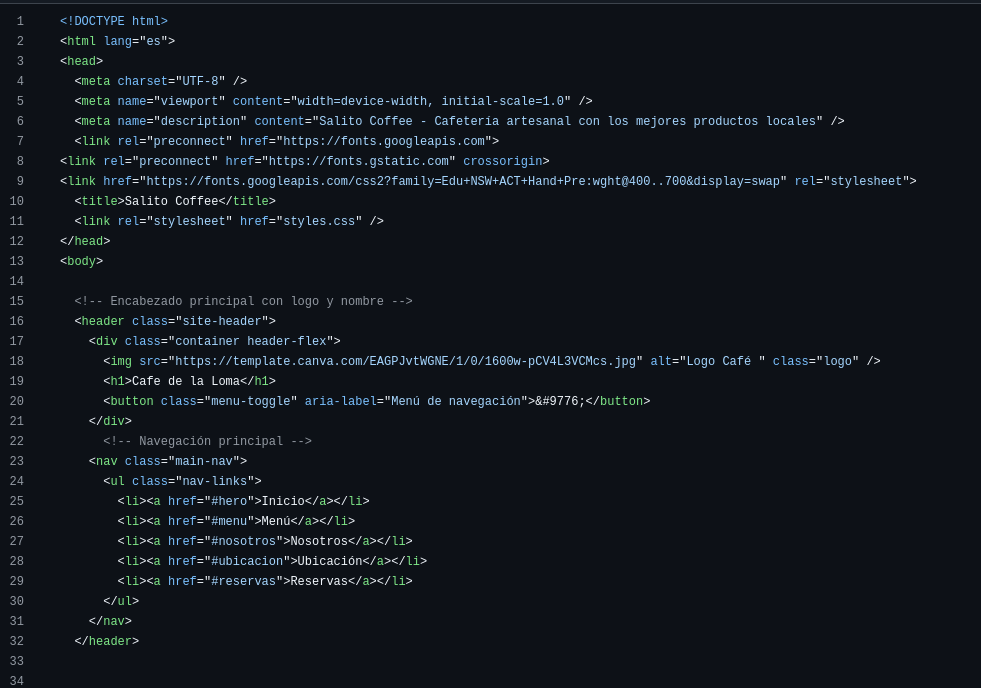 1 <!DOCTYPE html>
2 <html lang="es">
3 <head>
4 <meta charset="UTF-8" />
5 <meta name="viewport" content="width=device-width, initial-scale=1.0" />
6 <meta name="description" content="Salito Coffee - Cafetería artesanal con los mejores productos locales" />
7 <link rel="preconnect" href="https://fonts.googleapis.com">
8 <link rel="preconnect" href="https://fonts.gstatic.com" crossorigin>
9 <link href="https://fonts.googleapis.com/css2?family=Edu+NSW+ACT+Hand+Pre:wght@400..700&display=swap" rel="stylesheet">
10 <title>Salito Coffee</title>
11 <link rel="stylesheet" href="styles.css" />
12 </head>
13 <body>
14
15 <!-- Encabezado principal con logo y nombre -->
16 <header class="site-header">
17 <div class="container header-flex">
18 <img src="https://template.canva.com/EAGPJvtWGNE/1/0/1600w-pCV4L3VCMcs.jpg" alt="Logo Café " class="logo" />
19 <h1>Cafe de la Loma</h1>
20 <button class="menu-toggle" aria-label="Menú de navegación">&#9776;</button>
21 </div>
22 <!-- Navegación principal -->
23 <nav class="main-nav">
24 <ul class="nav-links">
25 <li><a href="#hero">Inicio</a></li>
26 <li><a href="#menu">Menú</a></li>
27 <li><a href="#nosotros">Nosotros</a></li>
28 <li><a href="#ubicacion">Ubicación</a></li>
29 <li><a href="#reservas">Reservas</a></li>
30 </ul>
31 </nav>
32 </header>
33
34